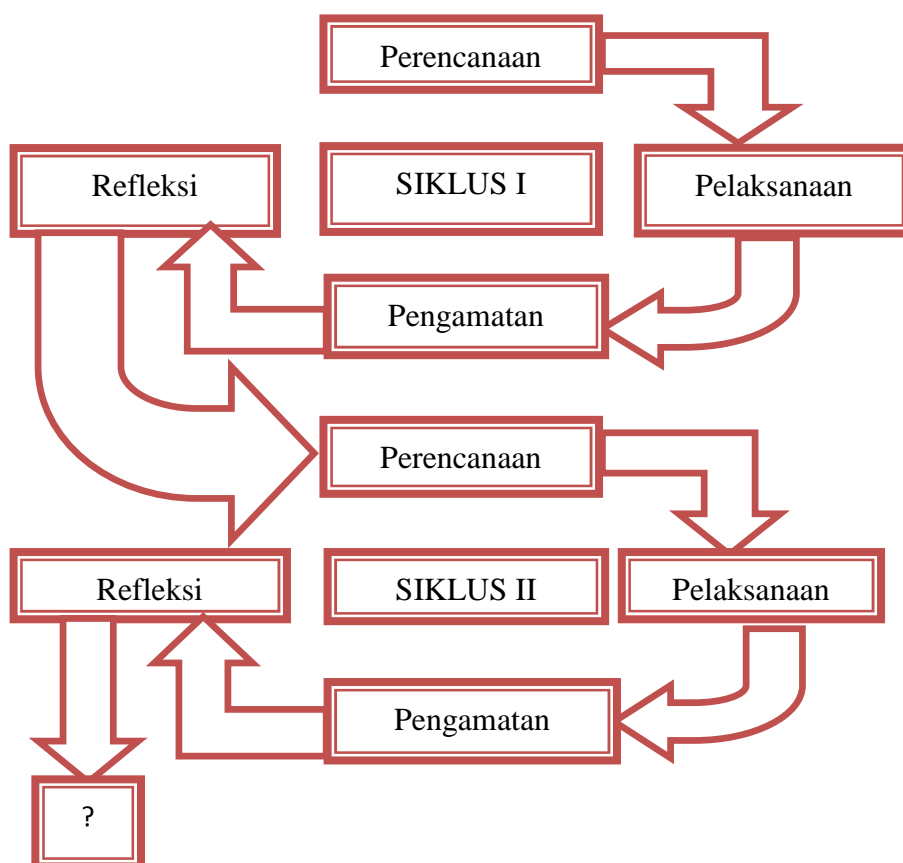 Perencanaan
Refleksi
SIKLUS I
Pelaksanaan
Pengamatan
Perencanaan
Refleksi
SIKLUS II
Pelaksanaan
Pengamatan
?